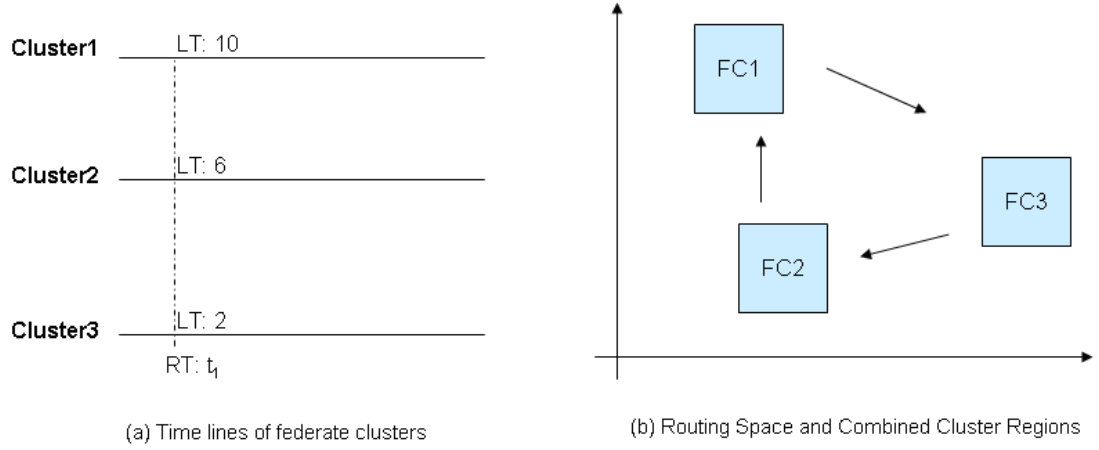 Cluster1
LT: 10
Cluster2
LT: 6
Cluster3
LT: 2
RT: t1
(a) Time lines of federate clusters
FC1
FC3
FC2
(b) Routing Space and Combined Cluster Regions